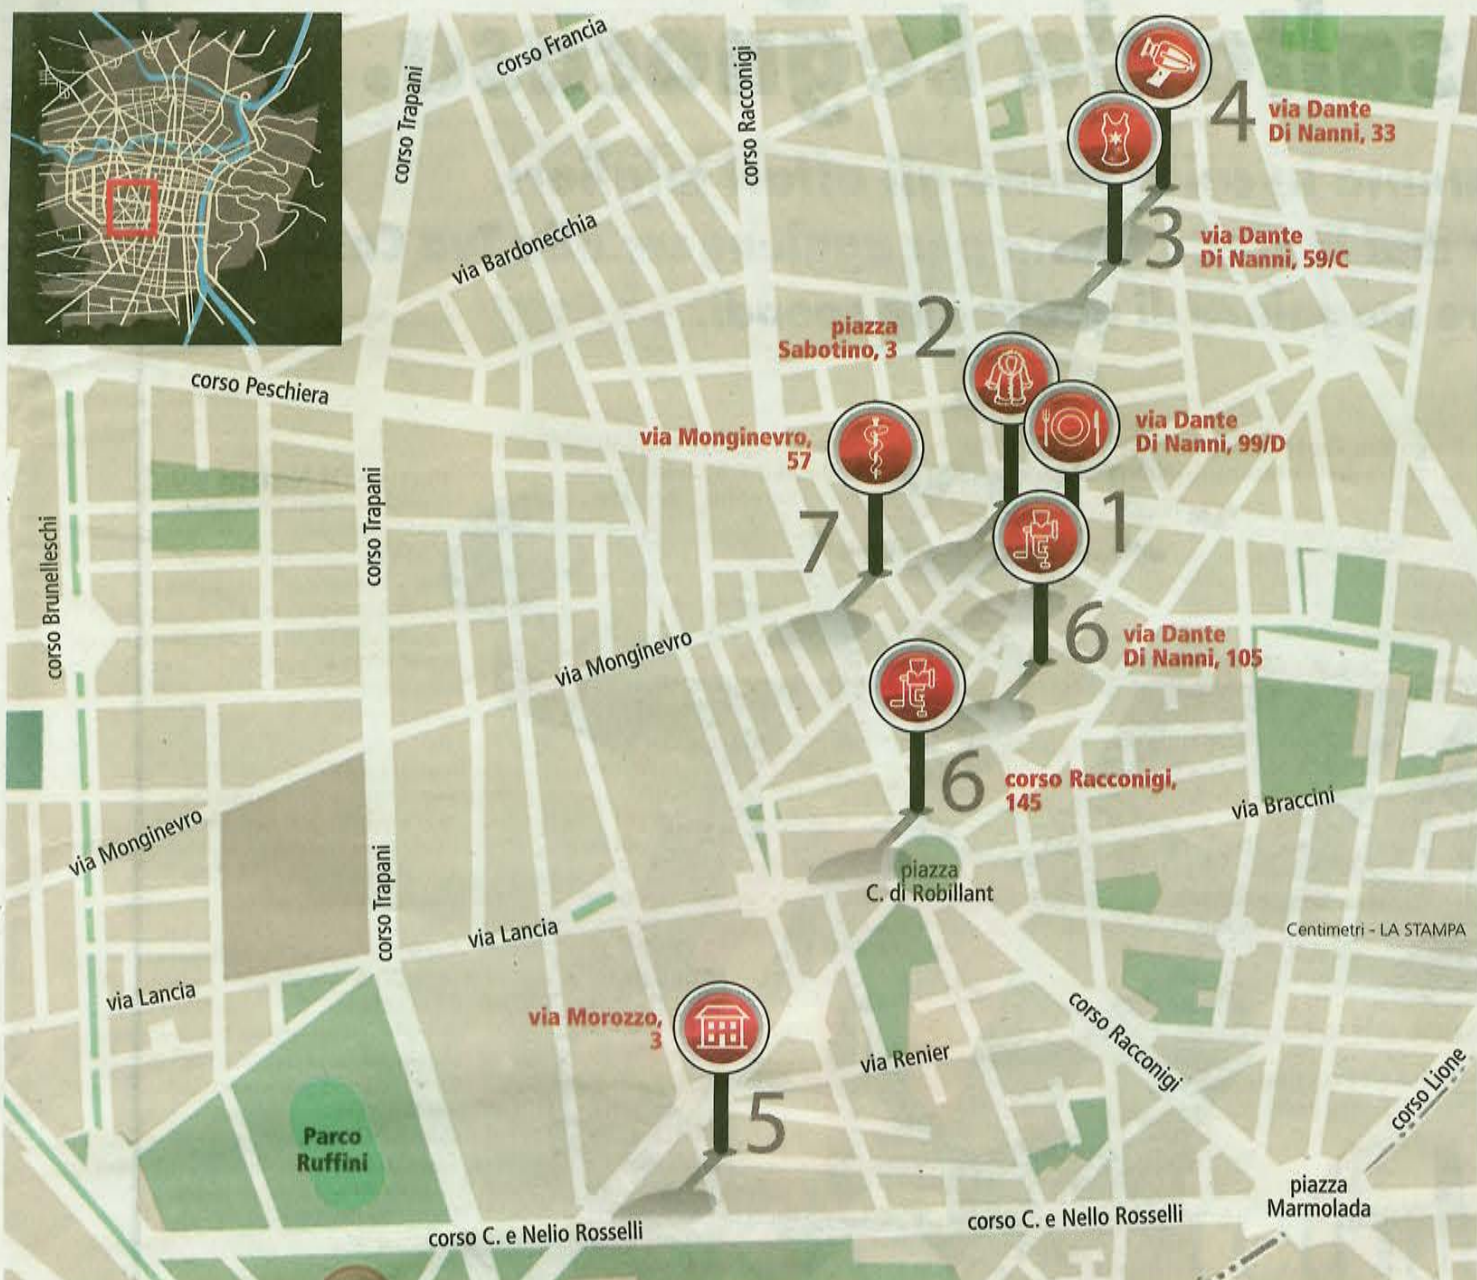 corso Francia
corso Trapani
corso Racconigi
4
via Dante
Di Nanni, 33
3
via Dante
Di Nanni, 59/C
via Bardonecchia
2
piazza
Sabotino, 3
corso Peschiera
via Dante
Di Nanni, 99/D
1
via Monginevro,
57
7
corso Trapani
corso Brunelleschi
via Monginevro
6
via Dante
Di Nanni, 105
6
corso Racconigi,
145
via Braccini
via Monginevro
corso Trapani
piazza
C. di Robillant
via Lancia
Centimetri - LA STAMPA
via Lancia
via Morozzo,
3
corso Racconigi
via Renier
corso Lione
5
Parco
Ruffini
piazza
Marmolada
corso C. e Nello Rosselli
corso C. e Nelio Rosselli